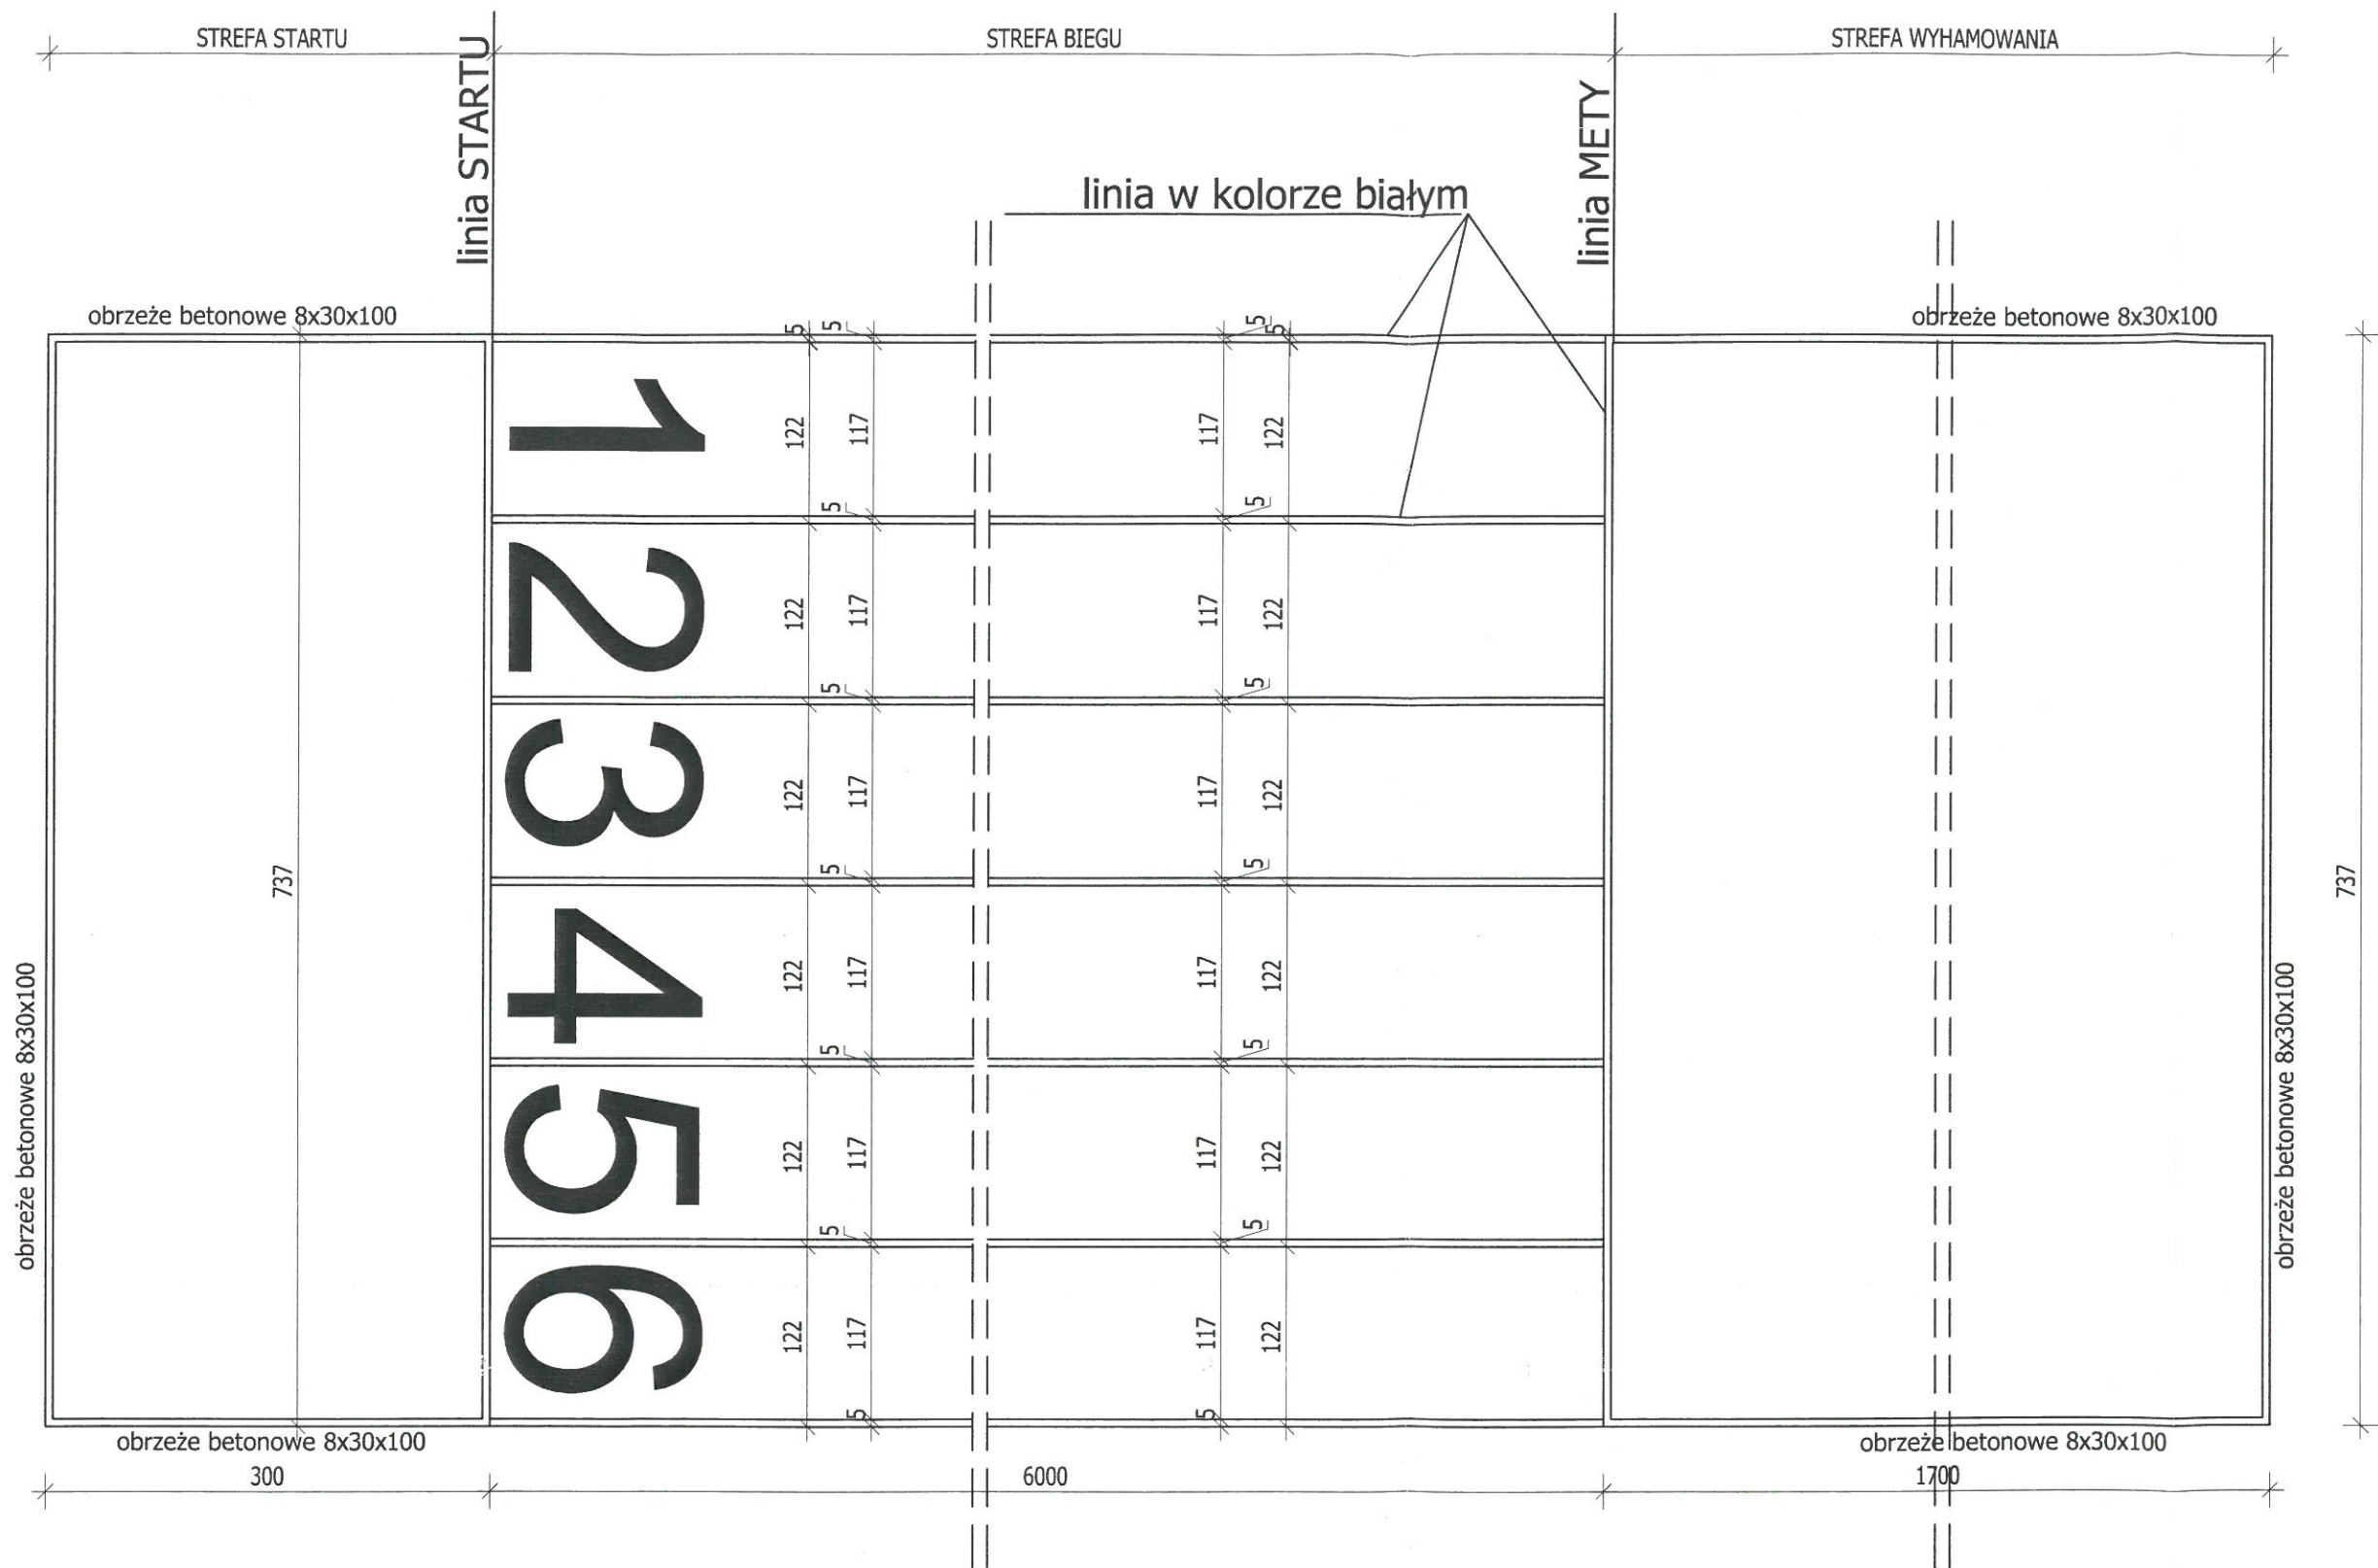 STREFA STARTU
STREFA BIEGU
STREFA WYHAMOWANIA
linia STARTU
linia METY
linia w kolorze białym
obrzeże betonowe 8x30x100
obrzeże betonowe 8x30x100
5 5 5 5
1 122 117 117 122
5 5
2 122 117 117 122
5 5
3 122 117 117 122
5 5
737
737
4 122 117 117 122
5 5
obrzeże betonowe 8x30x100
obrzeże betonowe 8x30x100
5 122 117 117 122
5 5
6 122 117 117 122
5 5
obrzeże betonowe 8x30x100
obrzeże betonowe 8x30x100
300 6000 1700